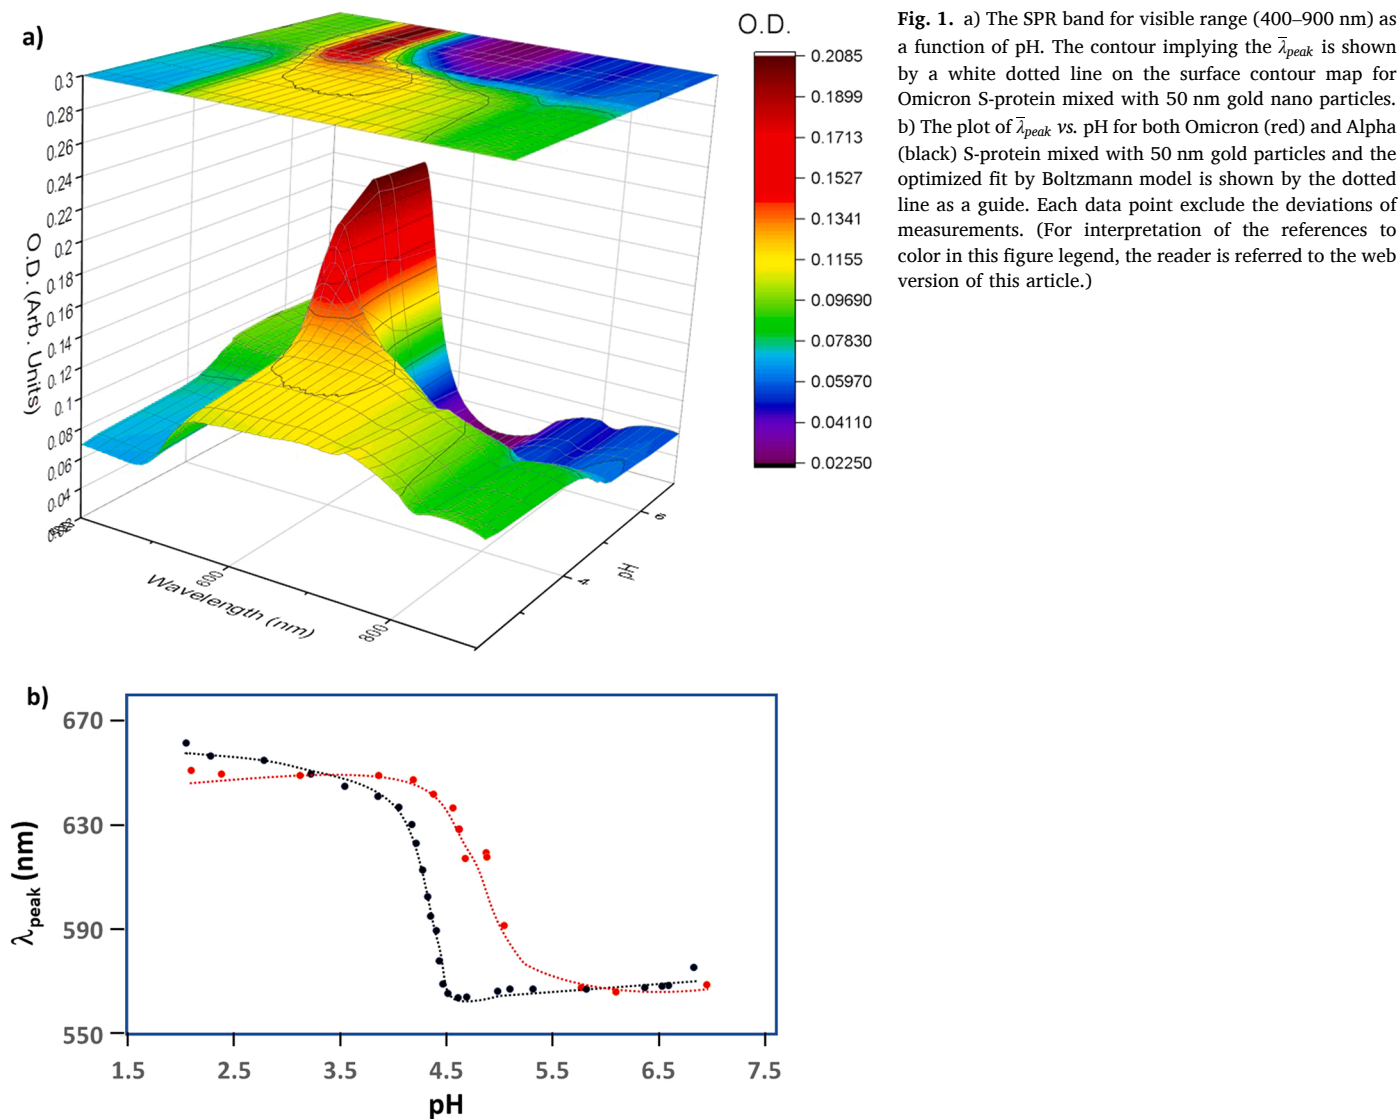 a)
O.D.
0.2085
0.1899
0.1713
0.1527
0.1341
0.1155
0.09690
0.07830
0.05970
0.04110
0.02250
0.3
0.28
0.26
0.24
0.22
0.2
0.18
0.16
0.14
0.12
0.1
0.08
0.06
0.04
O.D. (Arb. Units)
600
800
Wavelength (nm)
4
6
pH
Fig. 1. a) The SPR band for visible range (400–900 nm) as
a function of pH. The contour implying the λ̅peak is shown
by a white dotted line on the surface contour map for
Omicron S-protein mixed with 50 nm gold nano particles.
b) The plot of λ̅peak vs. pH for both Omicron (red) and Alpha
(black) S-protein mixed with 50 nm gold particles and the
optimized fit by Boltzmann model is shown by the dotted
line as a guide. Each data point exclude the deviations of
measurements. (For interpretation of the references to
color in this figure legend, the reader is referred to the web
version of this article.)
b)
670
630
590
550
λpeak (nm)
1.5 2.5 3.5 4.5 5.5 6.5 7.5
pH